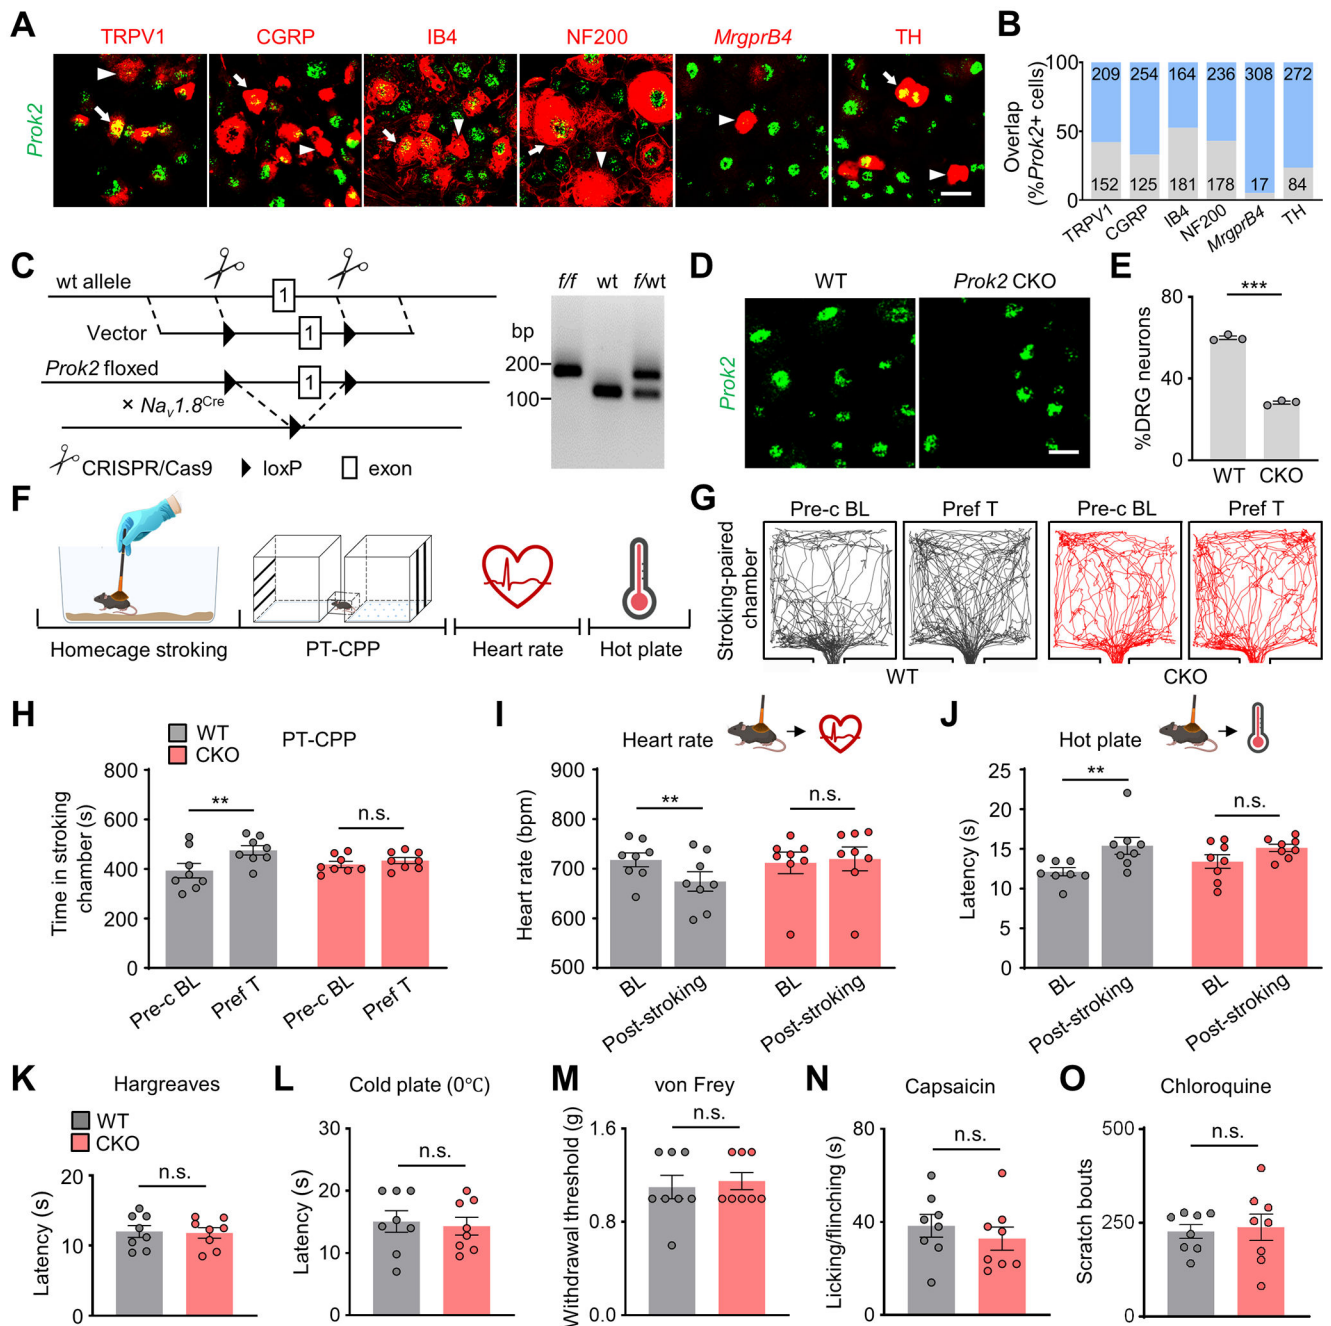 A
TRPV1
CGRP
IB4
NF200
MrgprB4
TH
Prok2
B
Overlap
(%Prok2+ cells)
100
50
0
209
254
164
236
308
272
152
125
181
178
17
84
TRPV1
CGRP
IB4
NF200
MrgprB4
TH
C
wt allele
1
Vector
1
Prok2 floxed
1
× Nav1.8Cre
CRISPR/Cas9
loxP
exon
f/f
wt
f/wt
bp
200
100
D
WT
Prok2 CKO
Prok2
E
%DRG neurons
80
40
0
***
WT
CKO
F
Homecage stroking
PT-CPP
Heart rate
Hot plate
G
Pre-c BL
Pref T
Pre-c BL
Pref T
Stroking-paired
chamber
WT
CKO
H
WT
CKO
PT-CPP
Time in stroking
chamber (s)
800
600
400
200
0
**
n.s.
Pre-c BL
Pref T
Pre-c BL
Pref T
I
Heart rate
Heart rate (bpm)
900
800
700
600
500
**
n.s.
BL
Post-stroking
BL
Post-stroking
J
Hot plate
Latency (s)
25
20
15
10
5
0
**
n.s.
BL
Post-stroking
BL
Post-stroking
K
Hargreaves
WT
CKO
Latency (s)
20
10
0
n.s.
L
Cold plate (0℃)
Latency (s)
30
20
10
0
n.s.
M
von Frey
Withdrawal threshold (g)
1.6
0.8
0.0
n.s.
N
Capsaicin
Licking/flinching (s)
80
40
0
n.s.
O
Chloroquine
Scratch bouts
500
250
0
n.s.